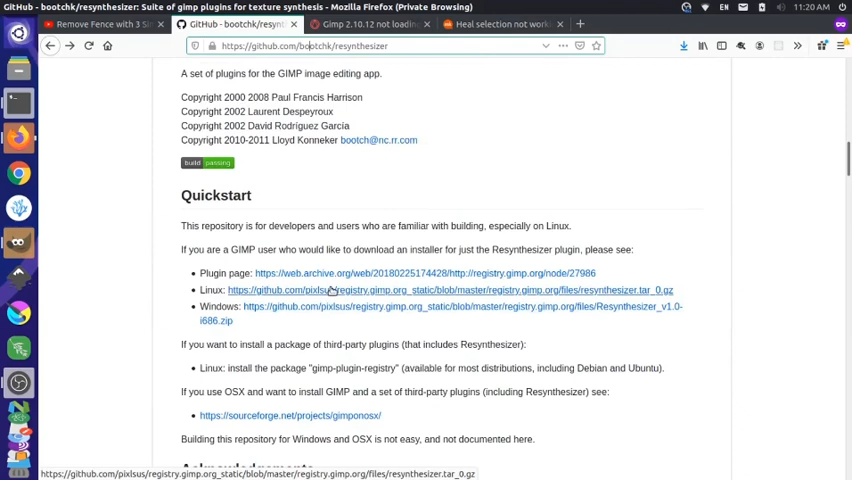 GitHub - bootchk/resynthesizer: Suite of gimp plugins for texture synthesis - Mozilla Firefox (Private Browsing)
11:20 AM
Remove Fence with 3 Si
GitHub - bootchk/resynt
Gimp 2.10.12 not loading
Heal selection not worki
https://github.com/bootchk/resynthesizer
A set of plugins for the GIMP image editing app.
Copyright 2000 2008 Paul Francis Harrison
Copyright 2002 Laurent Despeyroux
Copyright 2002 David Rodríguez García
Copyright 2010-2011 Lloyd Konneker bootch@nc.rr.com
build passing
Quickstart
This repository is for developers and users who are familiar with building, especially on Linux.
If you are a GIMP user who would like to download an installer for just the Resynthesizer plugin, please see:
Plugin page: https://web.archive.org/web/20180225174428/http://registry.gimp.org/node/27986
Linux: https://github.com/pixlsus/registry.gimp.org_static/blob/master/registry.gimp.org/files/resynthesizer.tar_0.gz
Windows: https://github.com/pixlsus/registry.gimp.org_static/blob/master/registry.gimp.org/files/Resynthesizer_v1.0-
i686.zip
If you want to install a package of third-party plugins (that includes Resynthesizer):
Linux: install the package "gimp-plugin-registry" (available for most distributions, including Debian and Ubuntu).
If you use OSX and want to install GIMP and a set of third-party plugins (including Resynthesizer) see:
https://sourceforge.net/projects/gimponosx/
Building this repository for Windows and OSX is not easy, and not documented here.
Acknowledgements
https://github.com/pixlsus/registry.gimp.org_static/blob/master/registry.gimp.org/files/resynthesizer.tar_0.gz